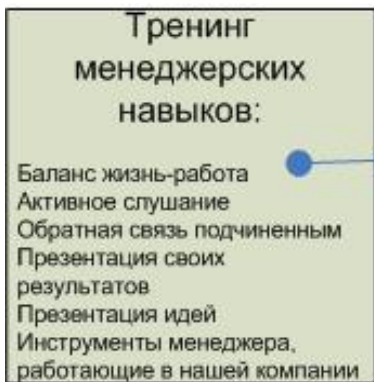 Тренинг
менеджерских
навыков:
Баланс жизнь-работа
Активное слушание
Обратная связь подчиненным
Презентация своих
результатов
Презентация идей
Инструменты менеджера,
работающие в нашей компании